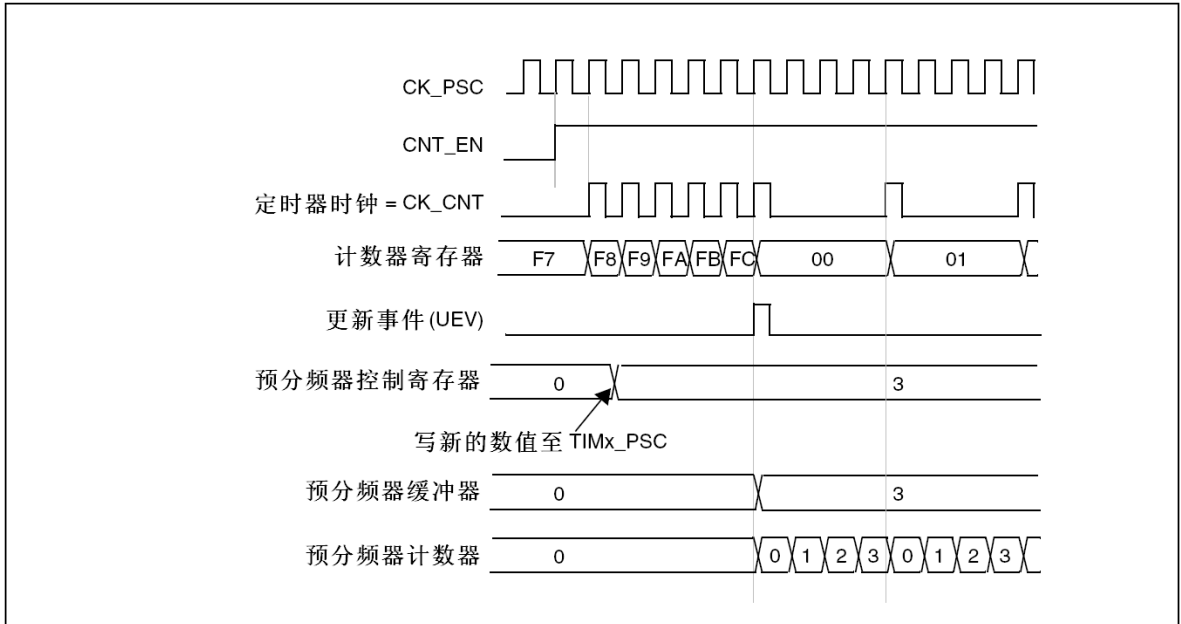 CK_PSC
CNT_EN
定时器时钟 = CK_CNT
计数器寄存器 F7 F8 F9 FA FB FC 00 01
更新事件(UEV)
预分频器控制寄存器 0 3
写新的数值至 TIMx_PSC
预分频器缓冲器 0 3
预分频器计数器 0 0 1 2 3 0 1 2 3